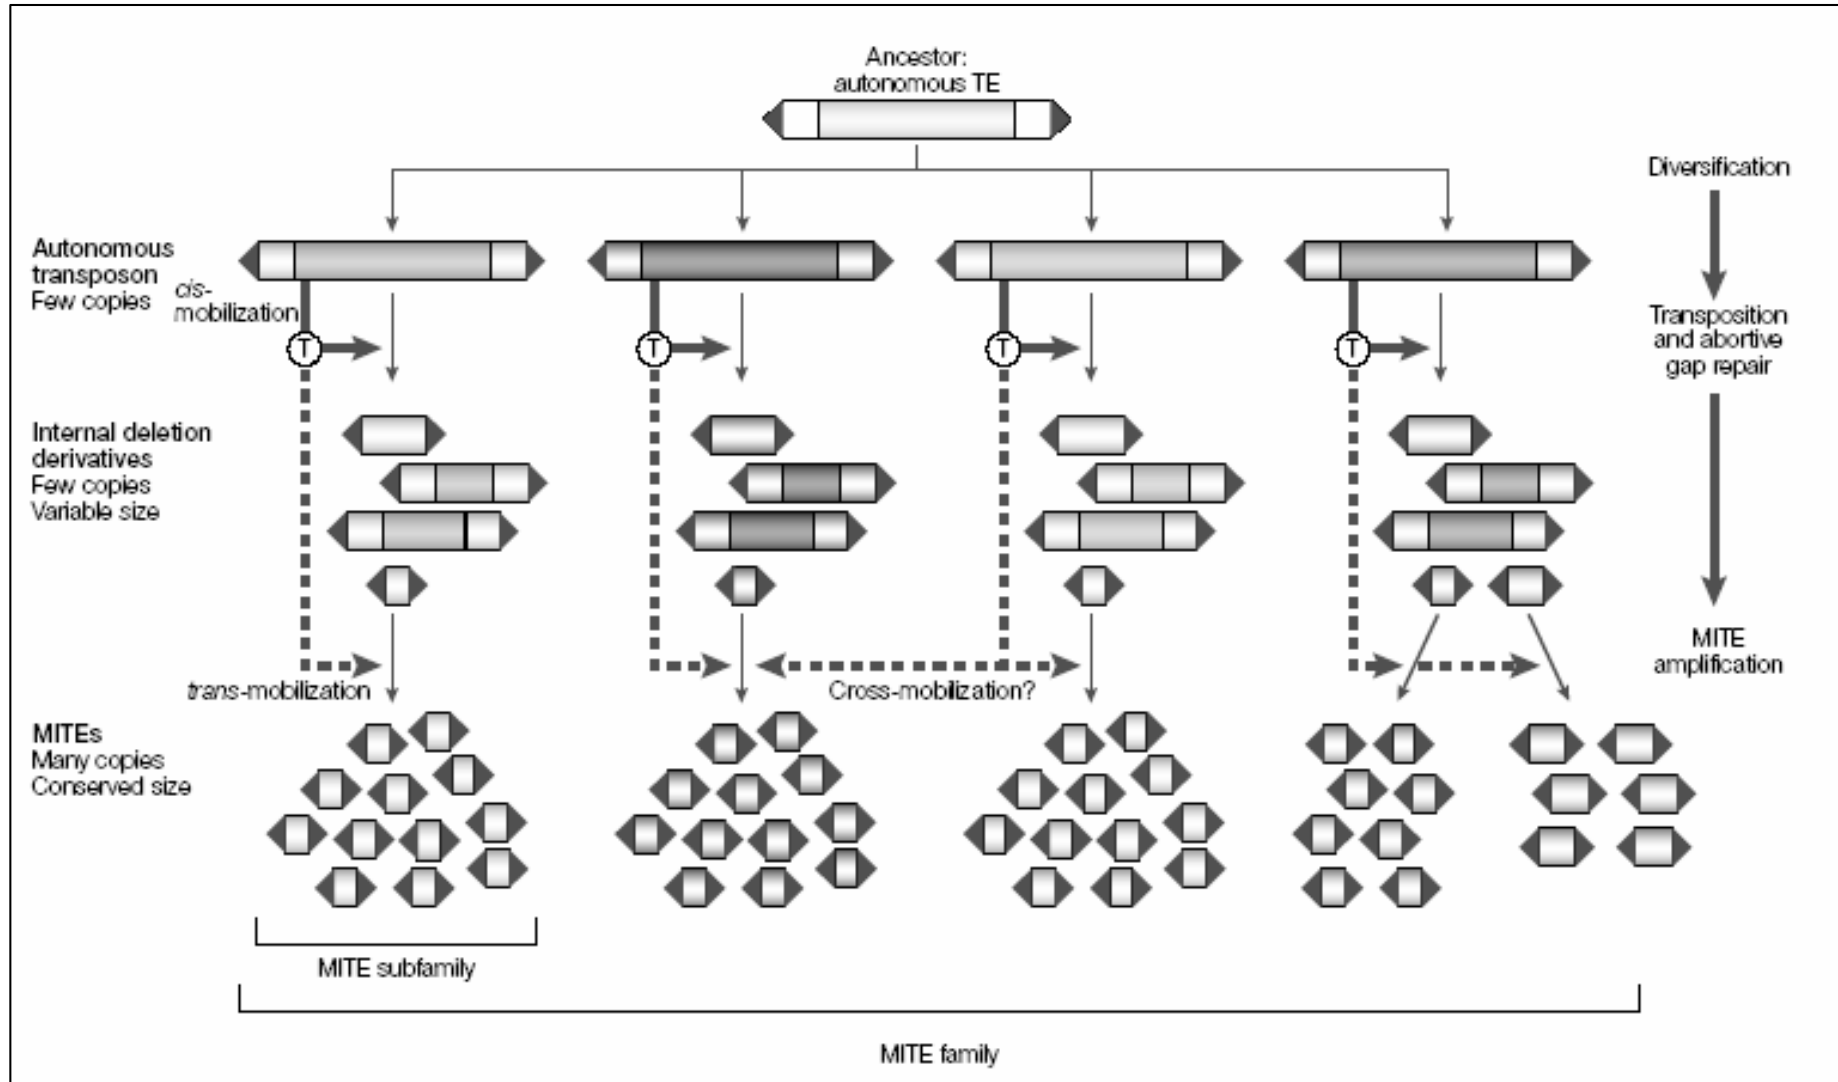 Ancestor:
autonomous TE
Diversification
Autonomous
transposon
Few copies
cis-
mobilization
T
T
T
T
Transposition
and abortive
gap repair
Internal deletion
derivatives
Few copies
Variable size
MITE
amplification
trans-mobilization
Cross-mobilization?
MITEs
Many copies
Conserved size
MITE subfamily
MITE family